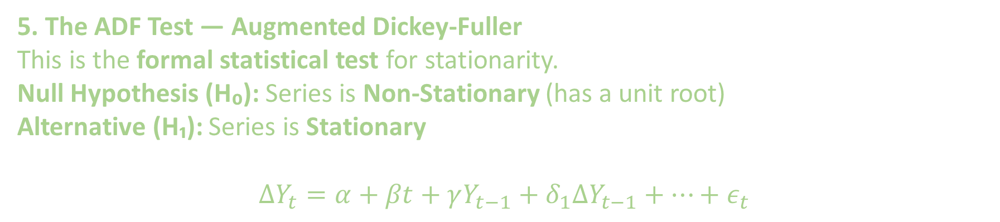 5. The ADF Test — Augmented Dickey-Fuller
This is the formal statistical test for stationarity.
Null Hypothesis (H₀): Series is Non-Stationary (has a unit root)
Alternative (H₁): Series is Stationary
ΔYₜ = α + βt + γYₜ₋₁ + δ₁ΔYₜ₋₁ + ⋯ + ϵₜ